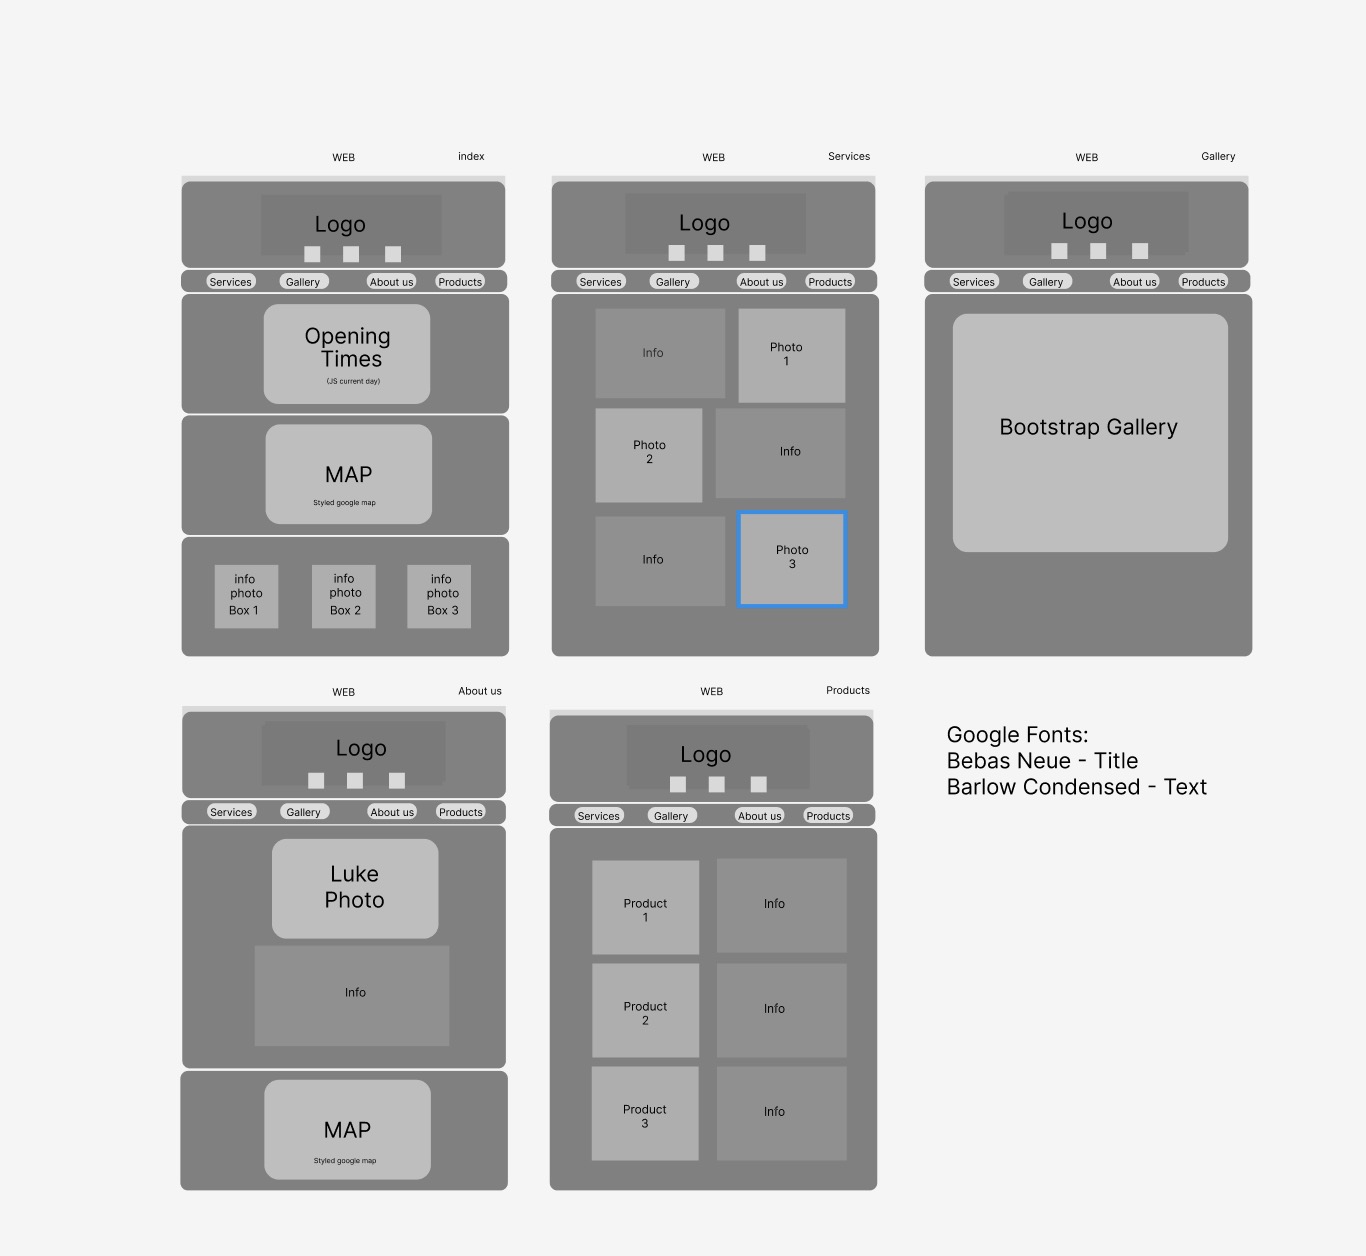 WEB
index
Logo
Services
Gallery
About us
Products
Opening
Times
(JS current day)
MAP
Styled google map
info
photo
Box 1
info
photo
Box 2
info
photo
Box 3
WEB
Services
Logo
Services
Gallery
About us
Products
Info
Photo
1
Photo
2
Info
Info
Photo
3
WEB
Gallery
Logo
Services
Gallery
About us
Products
Bootstrap Gallery
WEB
About us
Logo
Services
Gallery
About us
Products
Luke
Photo
Info
MAP
Styled google map
WEB
Products
Logo
Services
Gallery
About us
Products
Product
1
Info
Product
2
Info
Product
3
Info
Google Fonts:
Bebas Neue - Title
Barlow Condensed - Text